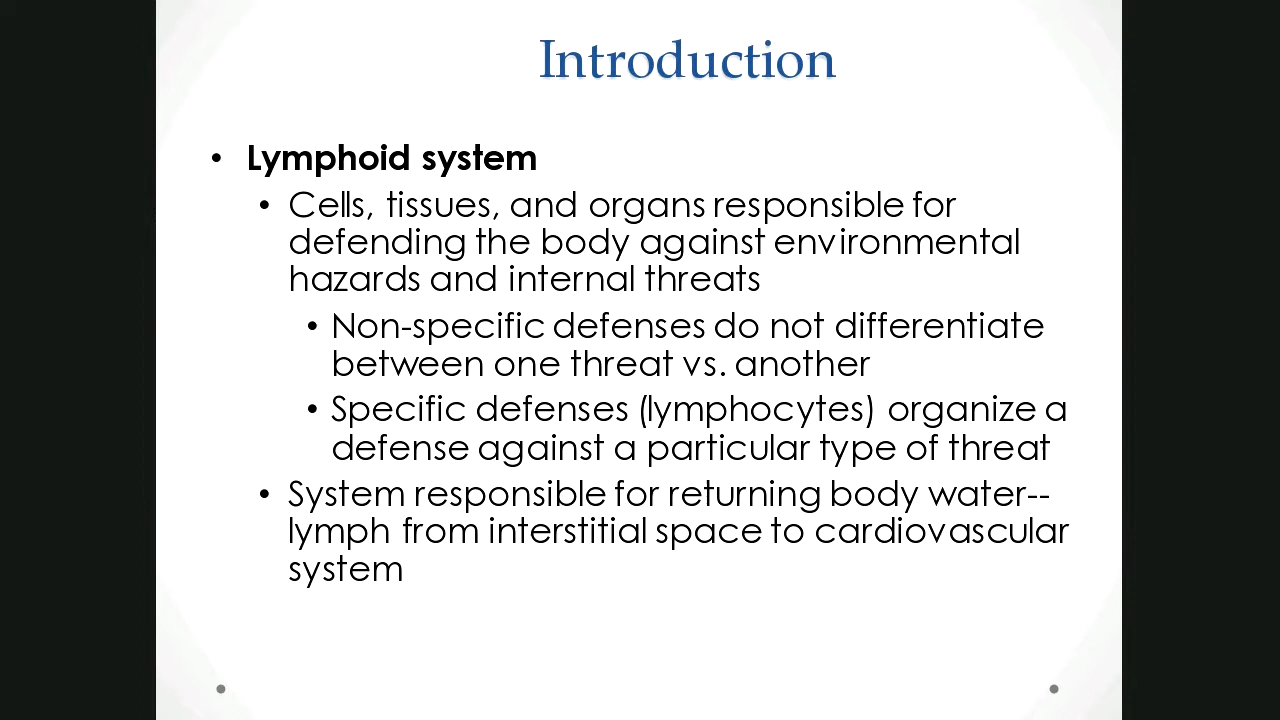 Introduction
• Lymphoid system
• Cells, tissues, and organs responsible for
defending the body against environmental
hazards and internal threats
• Non-specific defenses do not differentiate
between one threat vs. another
• Specific defenses (lymphocytes) organize a
defense against a particular type of threat
• System responsible for returning body water--
lymph from interstitial space to cardiovascular
system